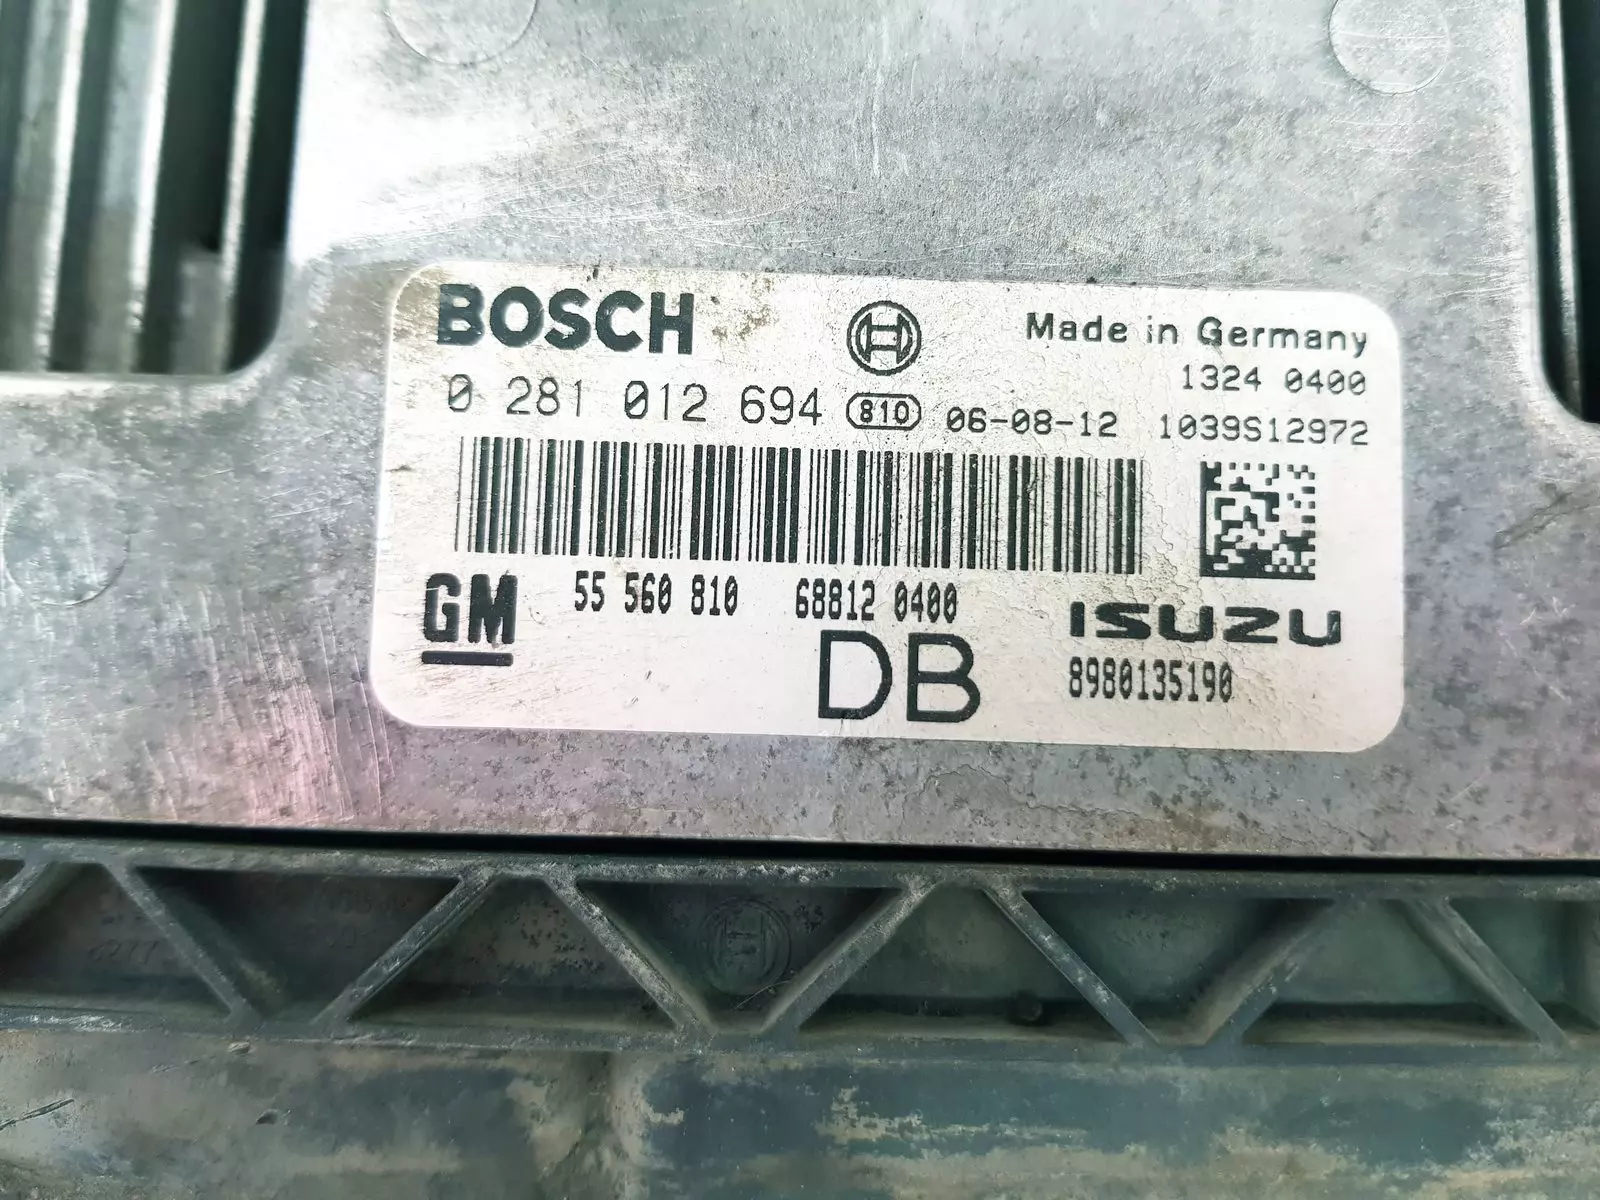 BOSCH
Made in Germany
1324 0400
0 281 012 694 810 06-08-12 1039S12972
GM 55 560 810 68812 0400 ISUZU
DB 8980135190